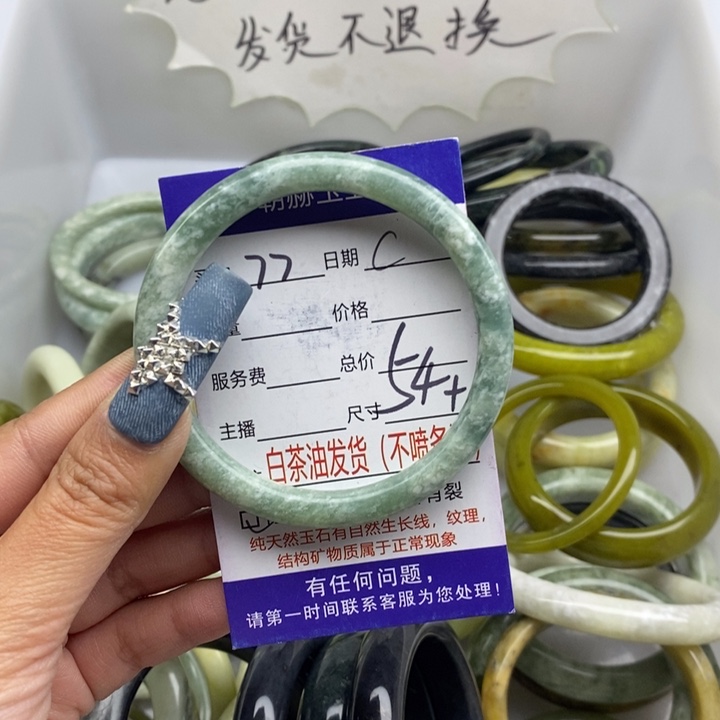 发货不退换
77 日期 C
价格
服务费 总价 L
主播 尺寸 54+
白茶油发货（不喷
有裂
纯天然玉石有自然生长线，纹理，
结构矿物质属于正常现象
有任何问题，
请第一时间联系客服为您处理！